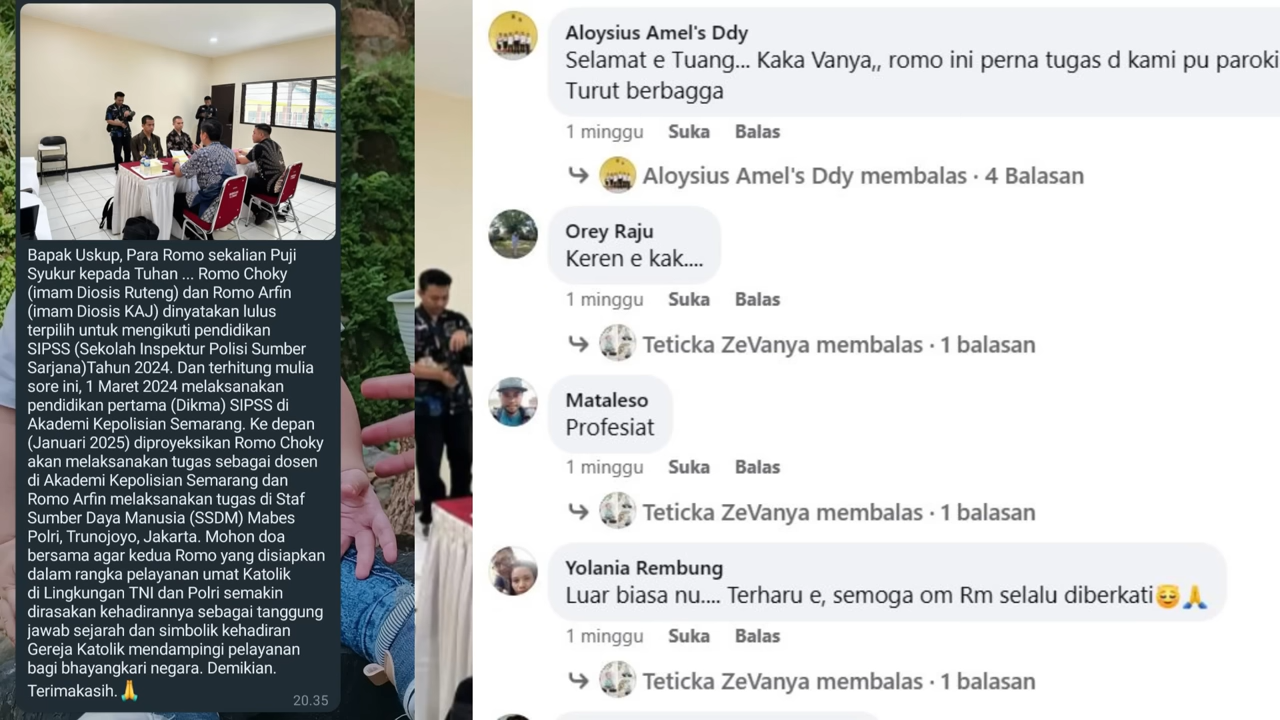 Bapak Uskup, Para Romo sekalian Puji
Syukur kepada Tuhan ... Romo Choky
(imam Diosis Ruteng) dan Romo Arfin
(imam Diosis KAJ) dinyatakan lulus
terpilih untuk mengikuti pendidikan
SIPSS (Sekolah Inspektur Polisi Sumber
Sarjana)Tahun 2024. Dan terhitung mulia
sore ini, 1 Maret 2024 melaksanakan
pendidikan pertama (Dikma) SIPSS di
Akademi Kepolisian Semarang. Ke depan
(Januari 2025) diproyeksikan Romo Choky
akan melaksanakan tugas sebagai dosen
di Akademi Kepolisian Semarang dan
Romo Arfin melaksanakan tugas di Staf
Sumber Daya Manusia (SSDM) Mabes
Polri, Trunojoyo, Jakarta. Mohon doa
bersama agar kedua Romo yang disiapkan
dalam rangka pelayanan umat Katolik
di Lingkungan TNI dan Polri semakin
dirasakan kehadirannya sebagai tanggung
jawab sejarah dan simbolik kehadiran
Gereja Katolik mendampingi pelayanan
bagi bhayangkari negara. Demikian.
Terimakasih.🙏
20.35
Aloysius Amel's Ddy
Selamat e Tuang... Kaka Vanya,, romo ini perna tugas d kami pu paroki
Turut berbagga
1 minggu Suka Balas
Aloysius Amel's Ddy membalas · 4 Balasan
Orey Raju
Keren e kak....
1 minggu Suka Balas
Teticka ZeVanya membalas · 1 balasan
Mataleso
Profesiat
1 minggu Suka Balas
Teticka ZeVanya membalas · 1 balasan
Yolania Rembung
Luar biasa nu.... Terharu e, semoga om Rm selalu diberkati😌🙏
1 minggu Suka Balas
Teticka ZeVanya membalas · 1 balasan